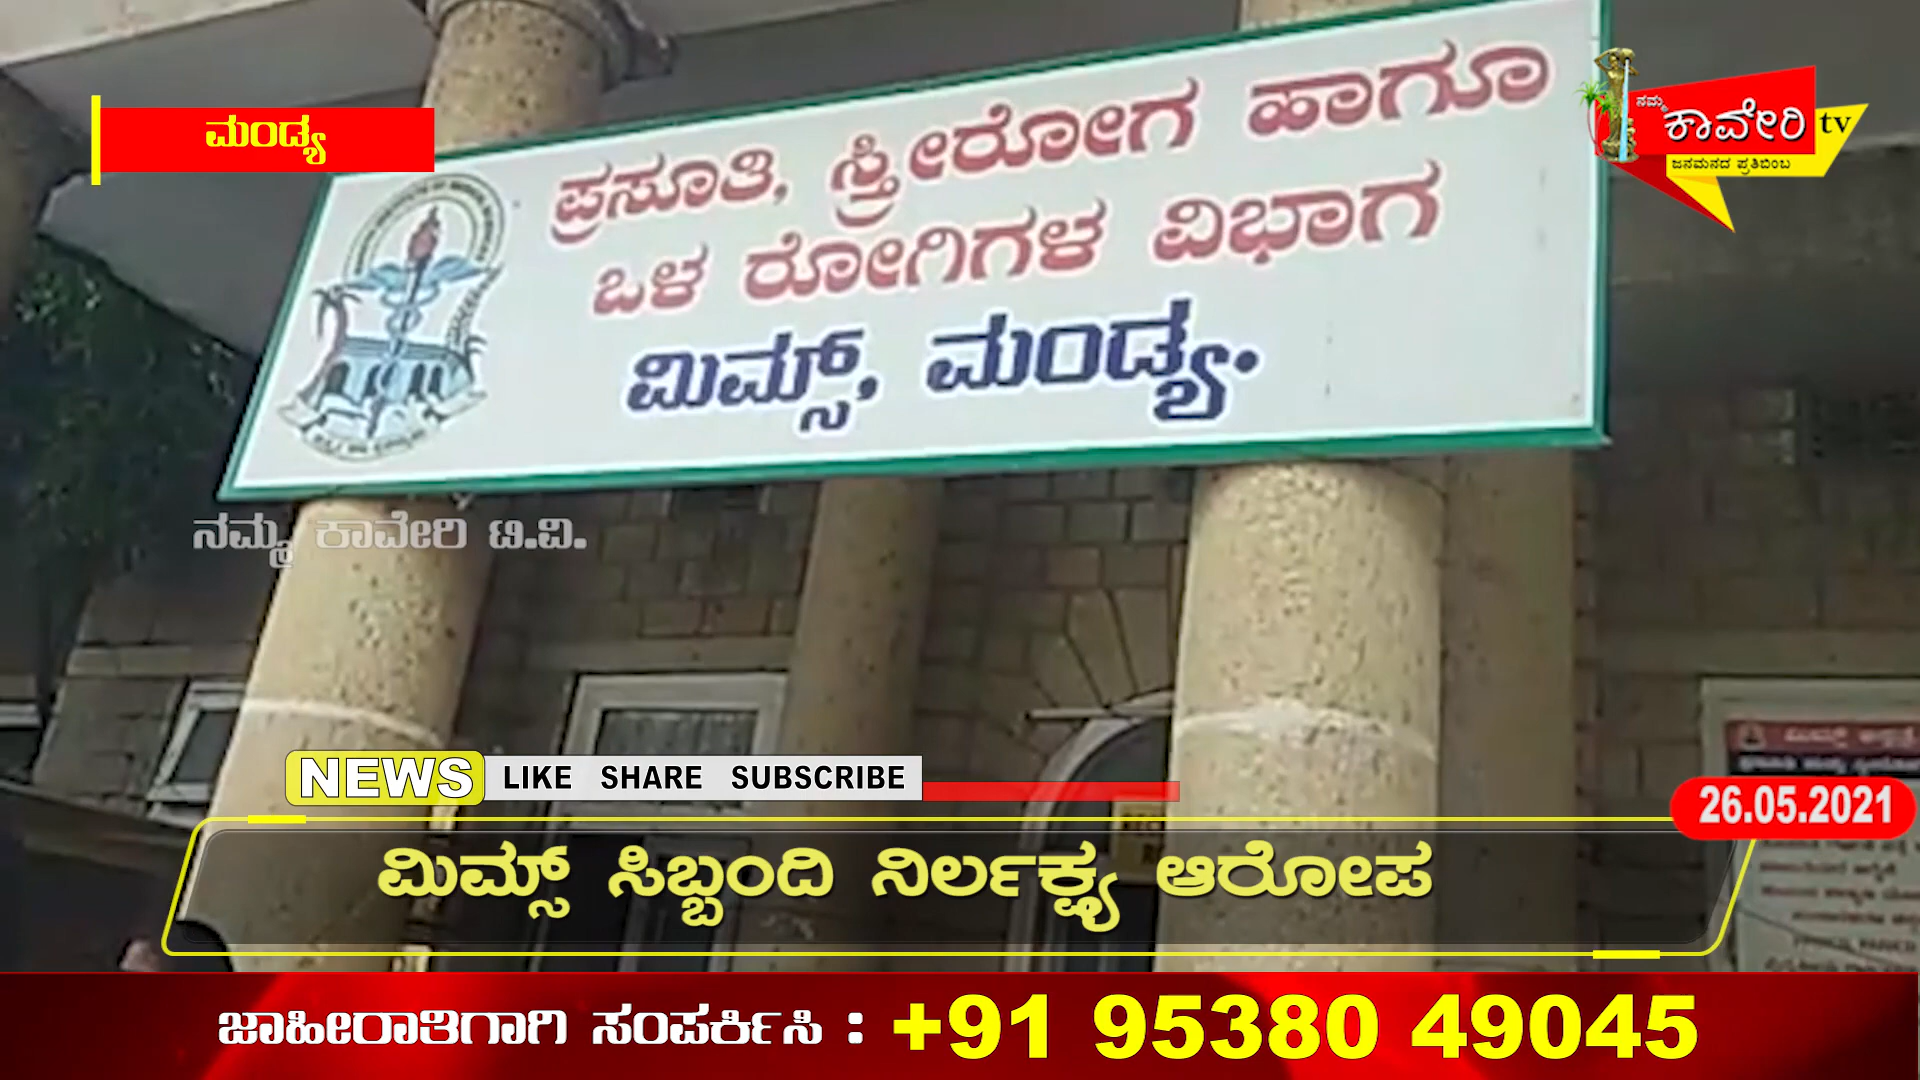 ಮಂಡ್ಯ
ನಮ್ಮ
ಕಾವೇರಿ tv
ಜನಮನದ ಪ್ರತಿಬಿಂಬ
ಪ್ರಸೂತಿ, ಸ್ತ್ರೀರೋಗ ಹಾಗೂ
ಒಳ ರೋಗಿಗಳ ವಿಭಾಗ
ಮಿಮ್ಸ್, ಮಂಡ್ಯ.
ನಮ್ಮ ಕಾವೇರಿ ಟಿ.ವಿ.
NEWS LIKE SHARE SUBSCRIBE
26.05.2021
ಮಿಮ್ಸ್ ಸಿಬ್ಬಂದಿ ನಿರ್ಲಕ್ಷ್ಯ ಆರೋಪ
ಜಾಹೀರಾತಿಗಾಗಿ ಸಂಪರ್ಕಿಸಿ : +91 95380 49045